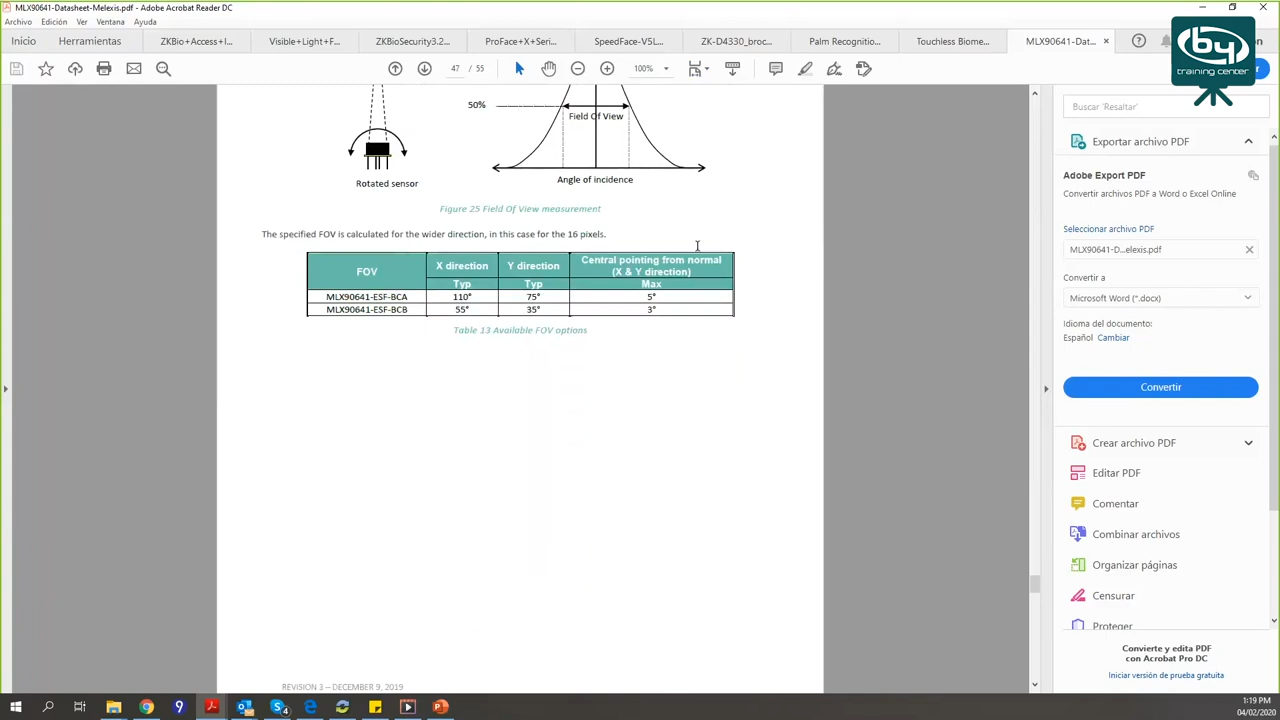 MLX90641-Datasheet-Melexis.pdf - Adobe Acrobat Reader DC
Archivo Edición Ver Ventana Ayuda
Inicio Herramientas ZKBio+Access+I... Visible+Light+F... ZKBioSecurity3.2... SpeedFace-V5L... ZK-D4330_broc... Palm Recognitio... Touchless Biome... MLX90641-Dat...
by
training center
47 / 55 100%
50%
Field Of View
Angle of incidence
Rotated sensor
Figure 25 Field Of View measurement
The specified FOV is calculated for the wider direction, in this case for the 16 pixels.
FOV X direction Y direction Central pointing from normal
(X & Y direction)
Typ Typ Max
MLX90641-ESF-BCA 110° 75° 5°
MLX90641-ESF-BCB 55° 35° 3°
Table 13 Available FOV options
REVISION 3 – DECEMBER 9, 2019
Buscar 'Resaltar'
Exportar archivo PDF
Adobe Export PDF
Convertir archivos PDF a Word o Excel Online
Seleccionar archivo PDF
MLX90641-D...elexis.pdf
Convertir a
Microsoft Word (*.docx)
Idioma del documento:
Español Cambiar
Convertir
Crear archivo PDF
Editar PDF
Comentar
Combinar archivos
Organizar páginas
Censurar
Proteger
Convierte y edita PDF
con Acrobat Pro DC
Iniciar versión de prueba gratuita
1:19 PM
04/02/2020